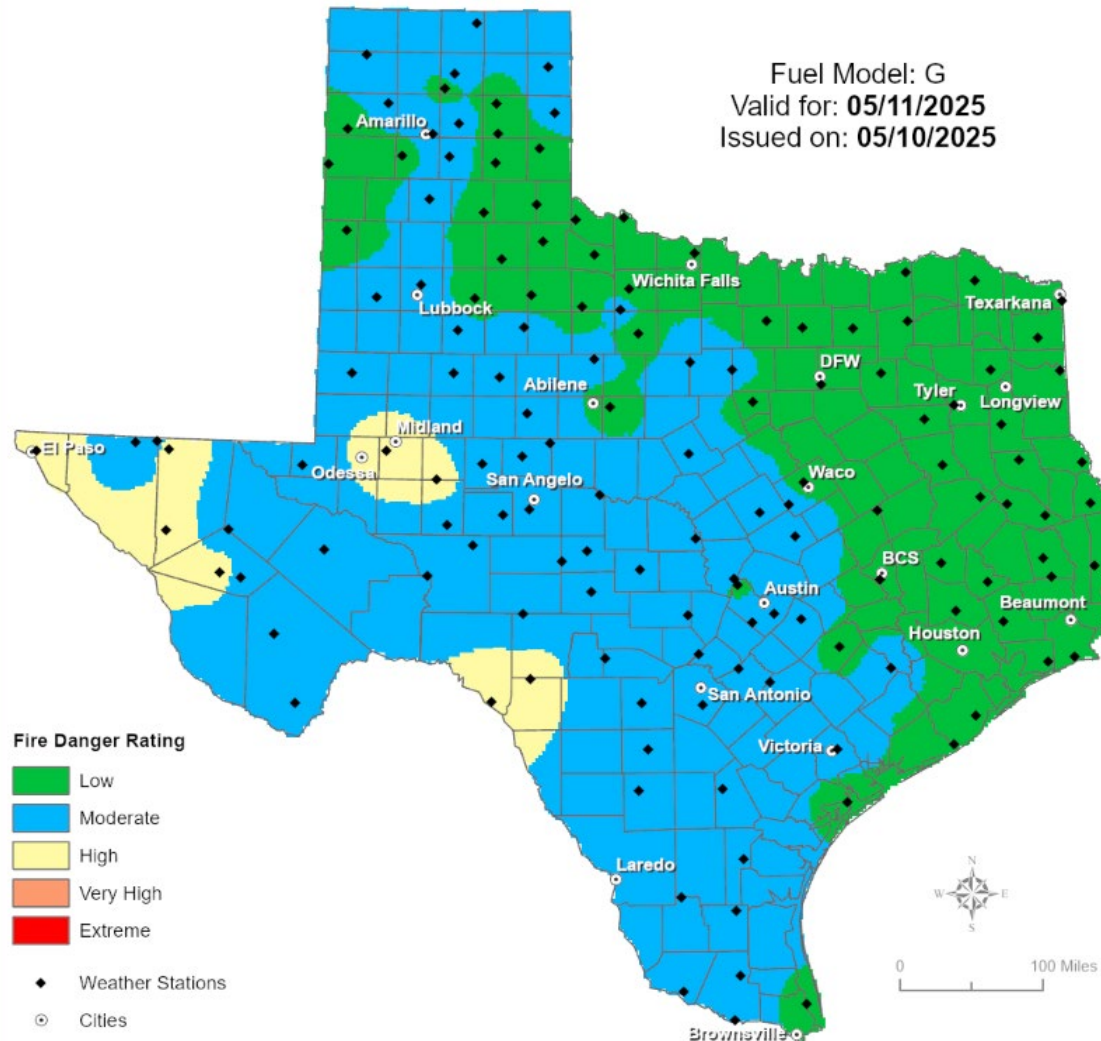 Fuel Model: G
Valid for: 05/11/2025
Issued on: 05/10/2025
Amarillo
Wichita Falls
Lubbock
Texarkana
DFW
Abilene
Tyler
Longview
Midland
El Paso
Odessa
San Angelo
Waco
BCS
Austin
Beaumont
Houston
San Antonio
Victoria
Fire Danger Rating
Low
Moderate
High
Very High
Extreme
Weather Stations
Cities
Laredo
Brownsville
N
W E
S
0 100 Miles